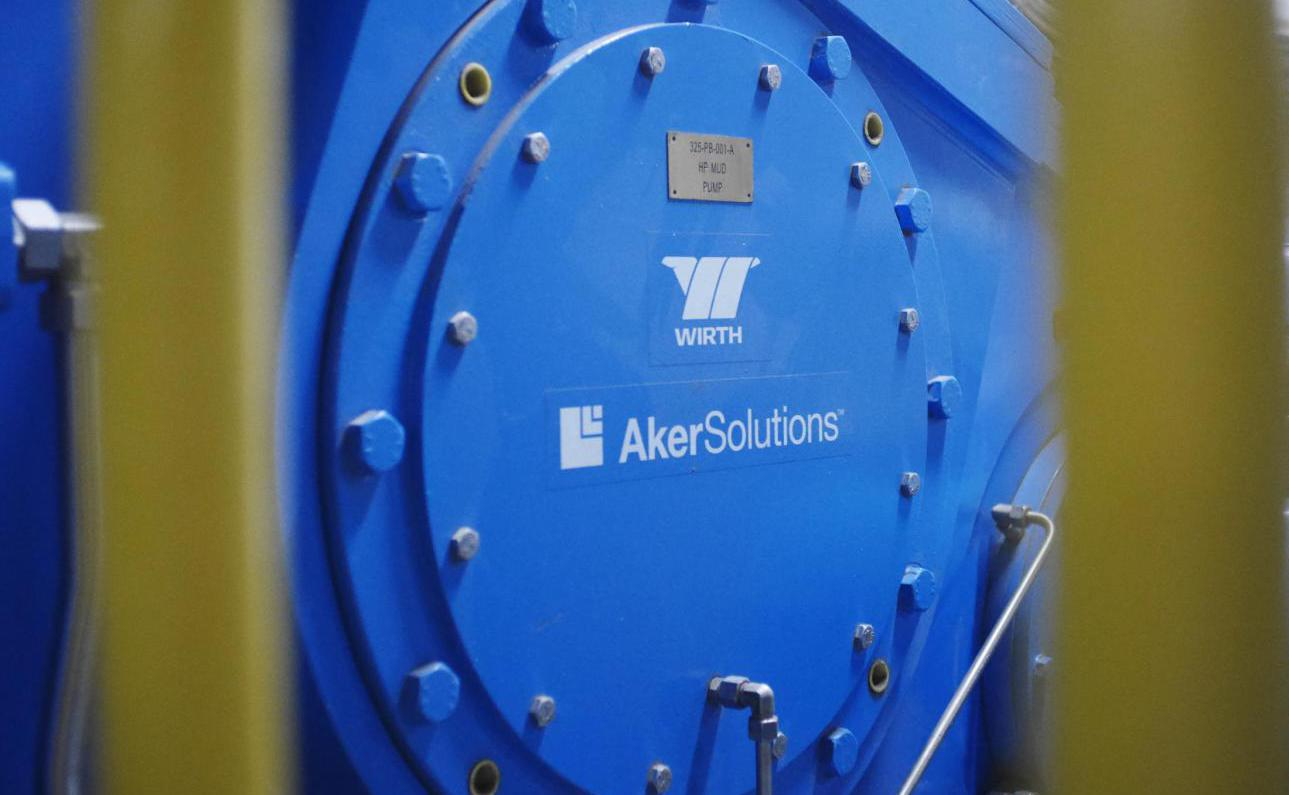 325-PB-001-A
HP MUD
PUMP
WIRTH
AkerSolutions™